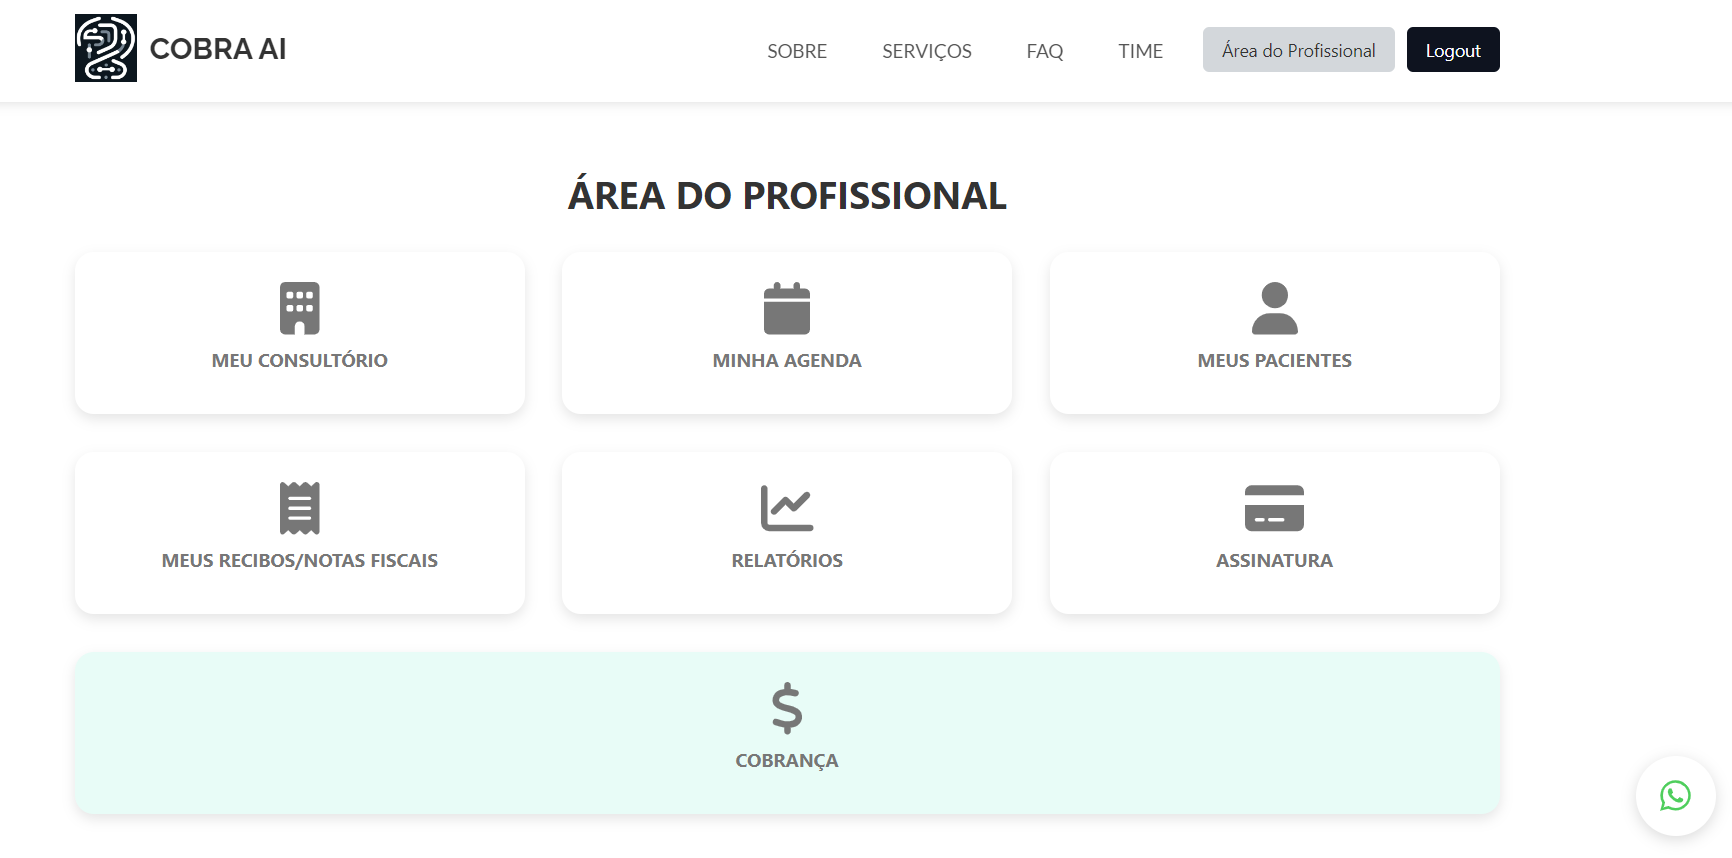 COBRA AI
SOBRE
SERVIÇOS
FAQ
TIME
Área do Profissional
Logout
ÁREA DO PROFISSIONAL
MEU CONSULTÓRIO
MINHA AGENDA
MEUS PACIENTES
MEUS RECIBOS/NOTAS FISCAIS
RELATÓRIOS
ASSINATURA
COBRANÇA